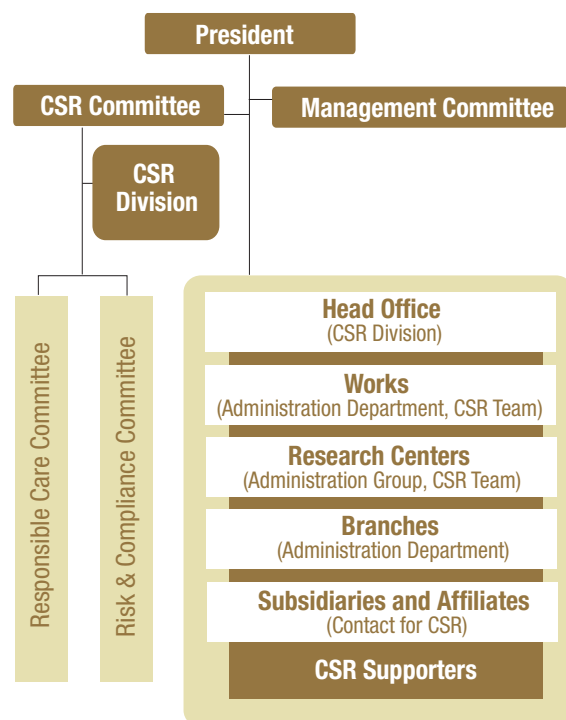 President
CSR Committee
Management Committee
CSR
Division
Responsible Care Committee
Risk & Compliance Committee
Head Office
(CSR Division)
Works
(Administration Department, CSR Team)
Research Centers
(Administration Group, CSR Team)
Branches
(Administration Department)
Subsidiaries and Affiliates
(Contact for CSR)
CSR Supporters